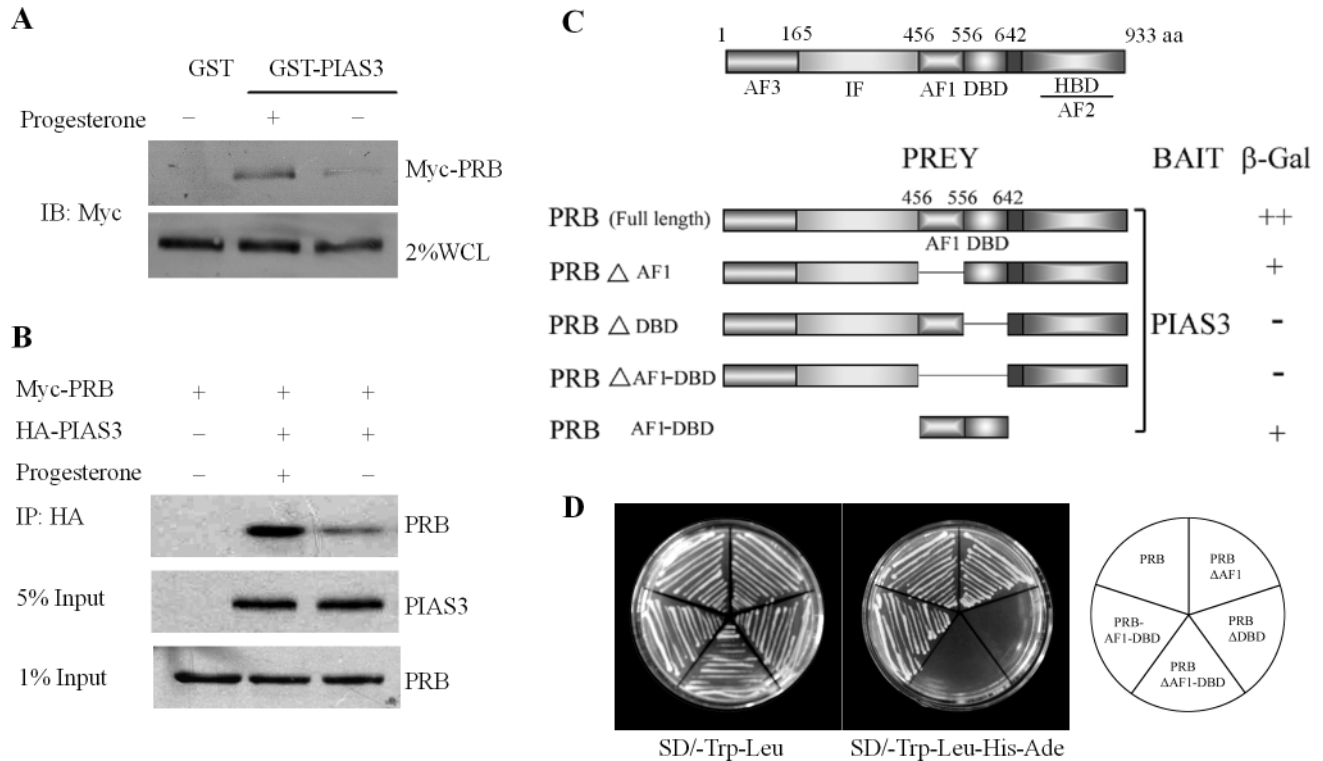 A
GST GST-PIAS3
Progesterone − + −
Myc-PRB
IB: Myc
2%WCL
B
Myc-PRB + + +
HA-PIAS3 − + +
Progesterone − + −
IP: HA PRB
5% Input PIAS3
1% Input PRB
C
1 165 456 556 642 933 aa
AF3 IF AF1 DBD HBD
AF2
PREY BAIT β-Gal
456 556 642
PRB (Full length) ++
AF1 DBD
PRB △ AF1 +
PRB △ DBD PIAS3 -
PRB △ AF1-DBD -
PRB AF1-DBD +
D
PRB
PRB ΔAF1
PRB-AF1-DBD
PRB ΔDBD
PRB ΔAF1-DBD
SD/-Trp-Leu SD/-Trp-Leu-His-Ade